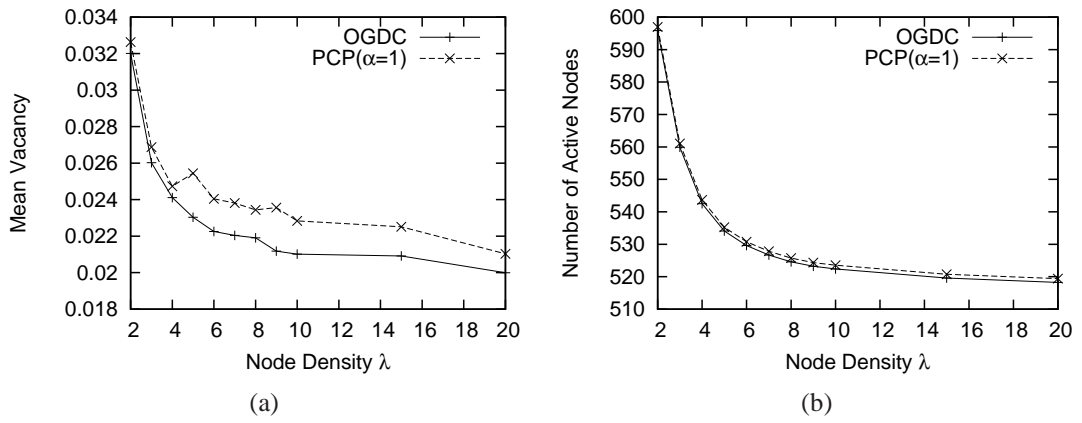 0.034
0.032
0.03
0.028
0.026
0.024
0.022
0.02
0.018
Mean Vacancy
OGDC
PCP(α=1)
2 4 6 8 10 12 14 16 18 20
Node Density λ
(a)
600
590
580
570
560
550
540
530
520
510
Number of Active Nodes
OGDC
PCP(α=1)
2 4 6 8 10 12 14 16 18 20
Node Density λ
(b)